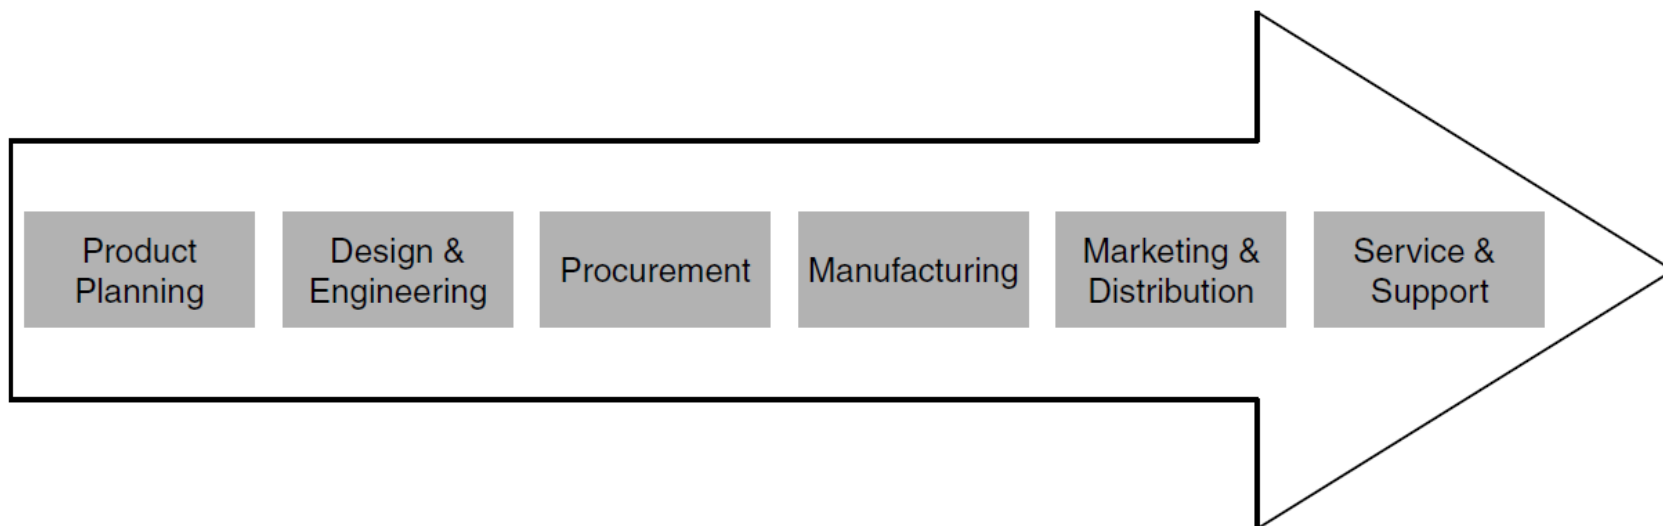 Product
Planning
Design &
Engineering
Procurement
Manufacturing
Marketing &
Distribution
Service &
Support